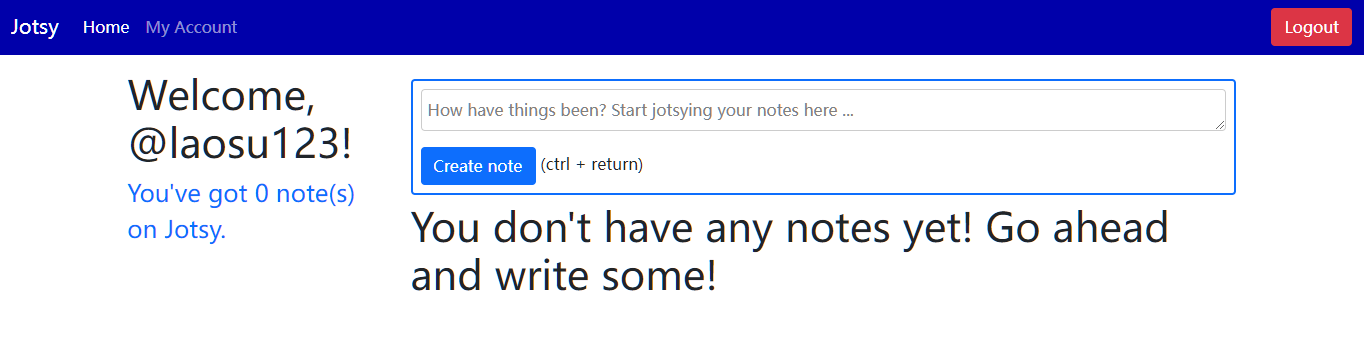 Jotsy Home My Account Logout
Welcome,
@laosu123!
You've got 0 note(s)
on Jotsy.
How have things been? Start jotsying your notes here ...
Create note (ctrl + return)
You don't have any notes yet! Go ahead
and write some!